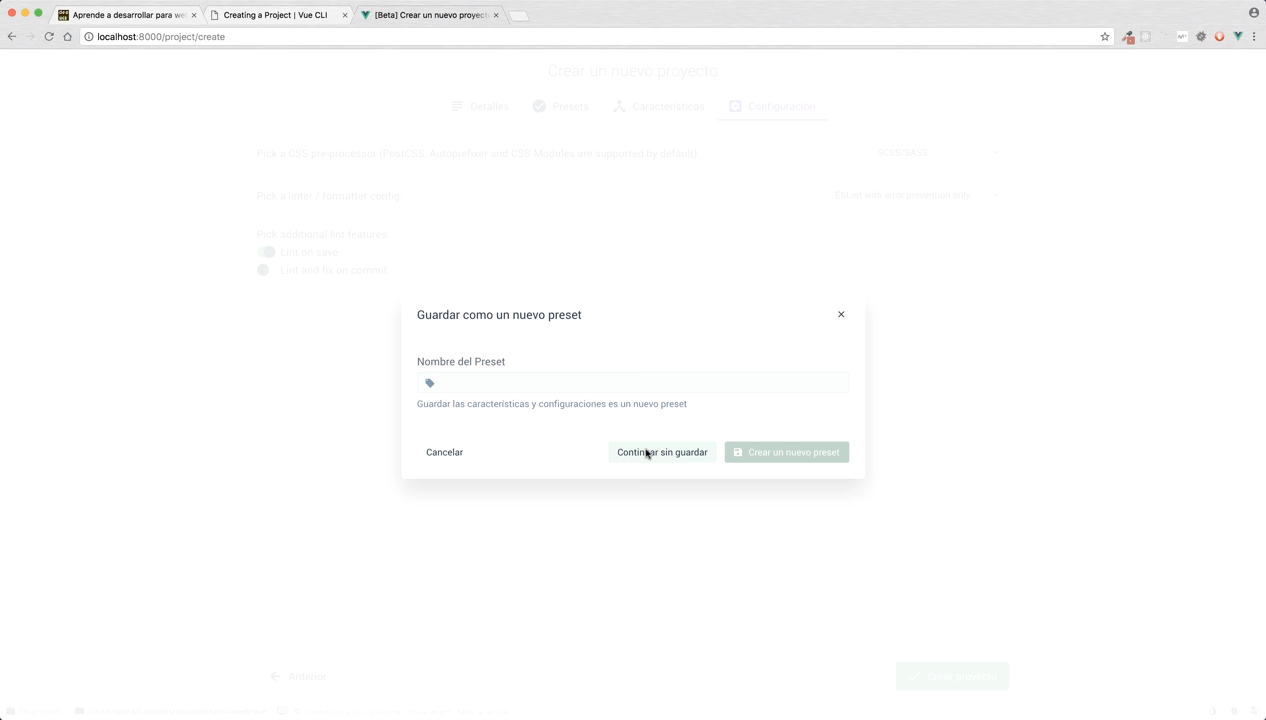 Aprende a desarrollar para we
Creating a Project | Vue CLI
[Beta] Crear un nuevo proyect
localhost:8000/project/create
Crear un nuevo proyecto
Detalles
Presets
Características
Configuración
Pick a CSS pre-processor (PostCSS, Autoprefixer and CSS Modules are supported by default):
SCSS/SASS
Pick a linter / formatter config:
ESLint with error prevention only
Pick additional lint features:
Lint on save
Lint and fix on commit
Guardar como un nuevo preset
Nombre del Preset
Guardar las características y configuraciones es un nuevo preset
Cancelar
Continuar sin guardar
Crear un nuevo preset
Anterior
Crear proyecto